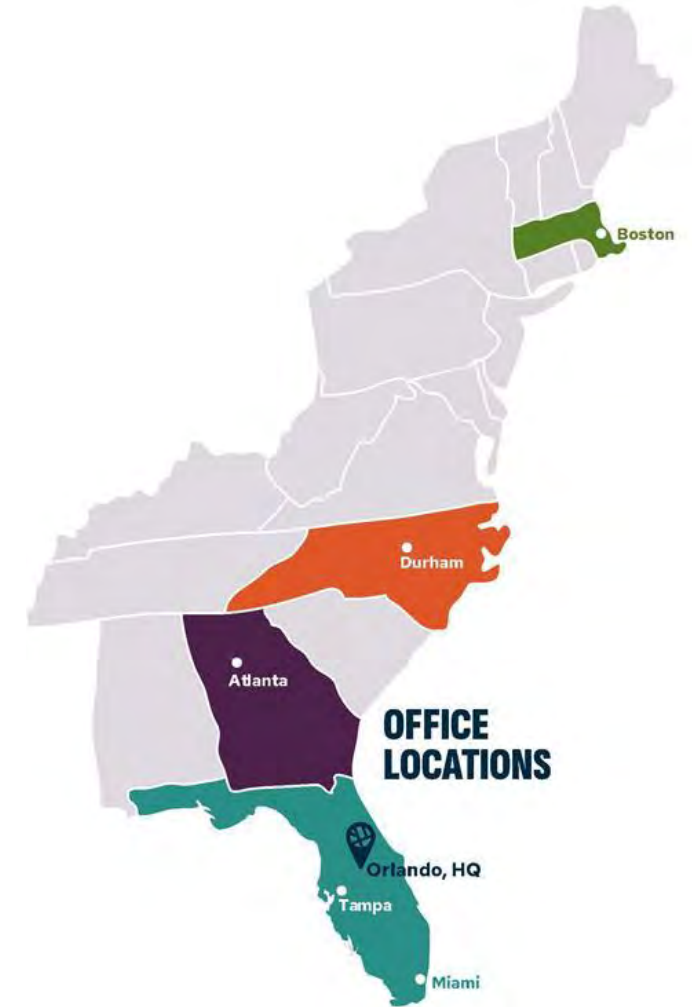 Boston
Durham
Atlanta
OFFICE
LOCATIONS
Orlando, HQ
Tampa
Miami